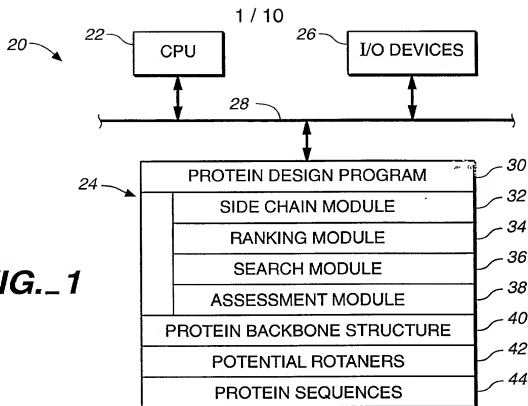 1 / 10
20
22
CPU
26
I/O DEVICES
28
24
PROTEIN DESIGN PROGRAM
30
SIDE CHAIN MODULE
32
RANKING MODULE
34
SEARCH MODULE
36
ASSESSMENT MODULE
38
PROTEIN BACKBONE STRUCTURE
40
POTENTIAL ROTANERS
42
PROTEIN SEQUENCES
44
IG._1